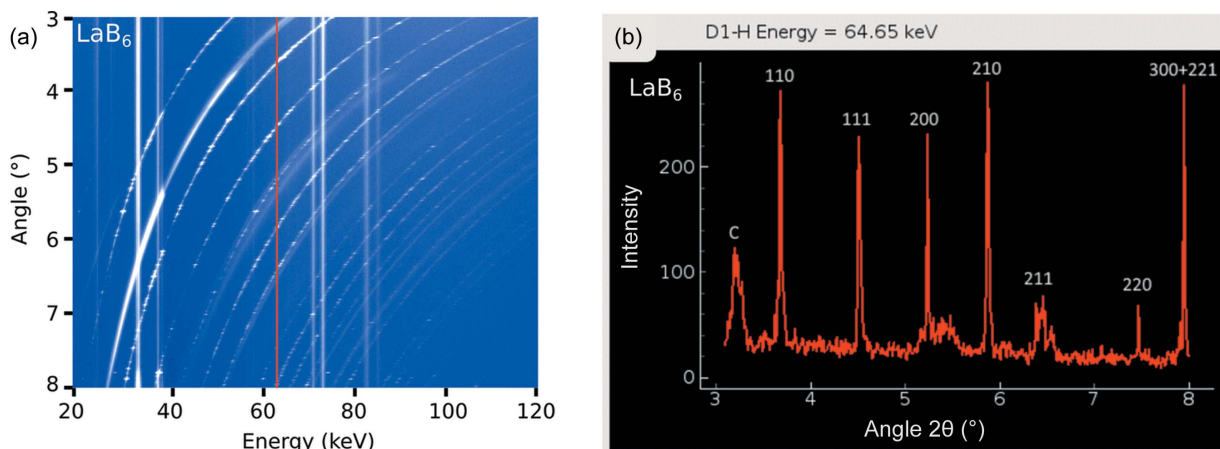 (a)
LaB6
3
4
5
6
7
8
Angle (°)
20 40 60 80 100 120
Energy (keV)
(b)
D1-H Energy = 64.65 keV
LaB6
110
111
200
210
300+221
C
211
220
200
100
0
Intensity
3 4 5 6 7 8
Angle 2θ (°)